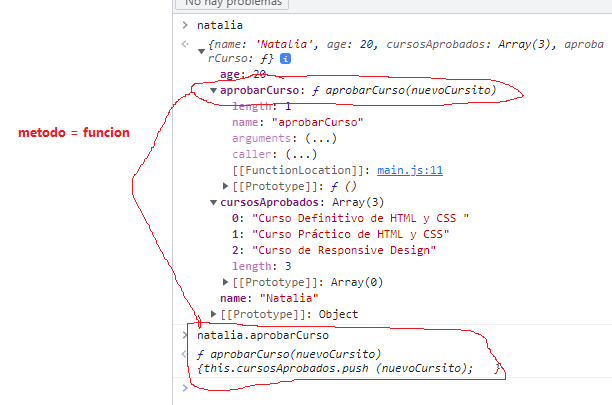 No hay problemas
> natalia
{name: 'Natalia', age: 20, cursosAprobados: Array(3), aprobarCurso: ƒ} i
age: 20
aprobarCurso: ƒ aprobarCurso(nuevoCursito)
length: 1
metodo = funcion
name: "aprobarCurso"
arguments: (...)
caller: (...)
[[FunctionLocation]]: main.js:11
[[Prototype]]: ƒ ()
cursosAprobados: Array(3)
0: "Curso Definitivo de HTML y CSS "
1: "Curso Práctico de HTML y CSS"
2: "Curso de Responsive Design"
length: 3
[[Prototype]]: Array(0)
name: "Natalia"
[[Prototype]]: Object
> natalia.aprobarCurso
ƒ aprobarCurso(nuevoCursito)
{this.cursosAprobados.push (nuevoCursito);   }
>